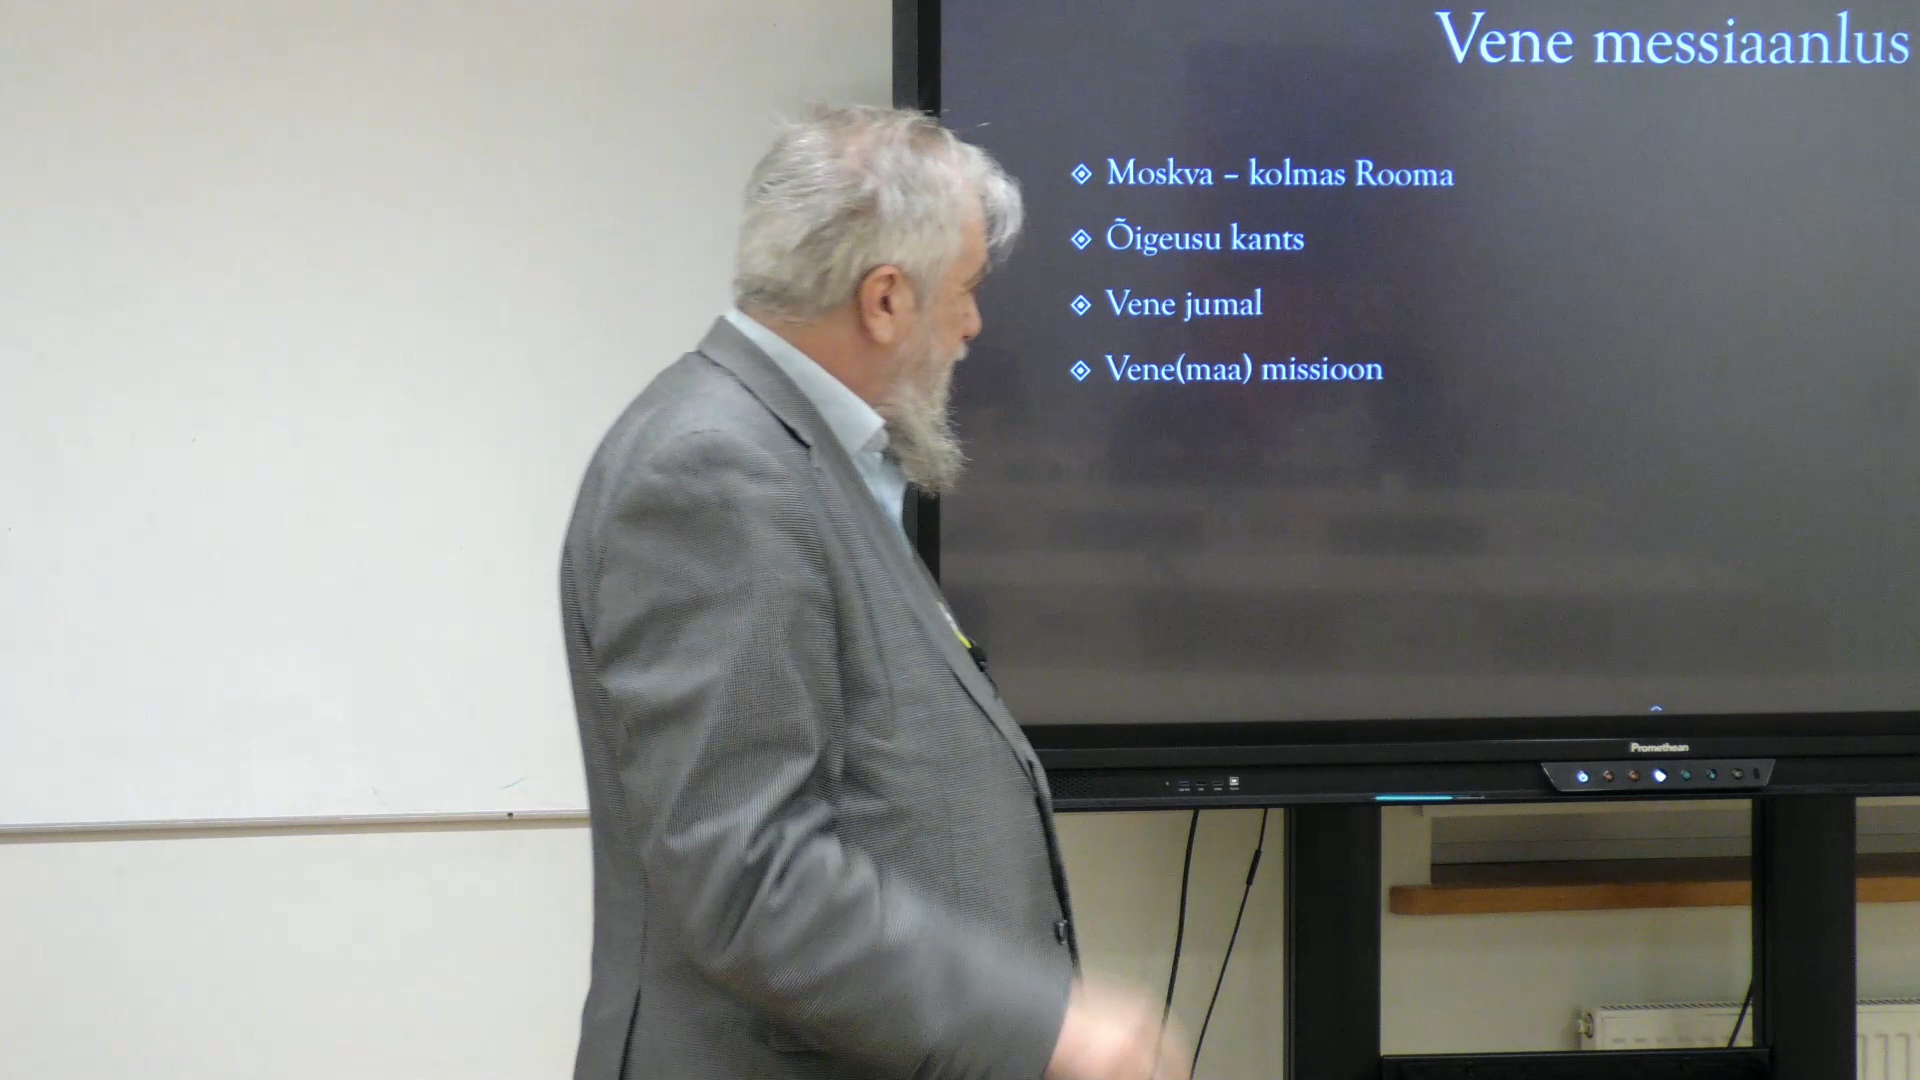 Vene messiaanlus
Moskva – kolmas Rooma
Õigeusu kants
Vene jumal
Vene(maa) missioon
Promethean